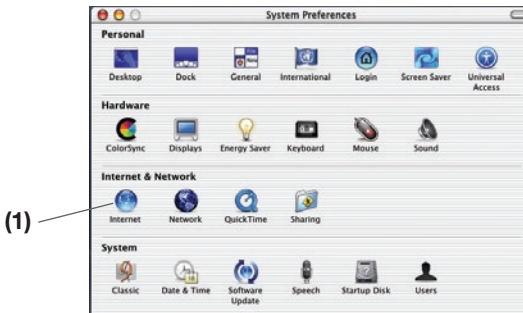 System Preferences
Personal
Desktop Dock General International Login Screen Saver Universal
Access
Hardware
ColorSync Displays Energy Saver Keyboard Mouse Sound
Internet & Network
(1)
Internet Network QuickTime Sharing
System
Classic Date & Time Software Speech Startup Disk Users
Update